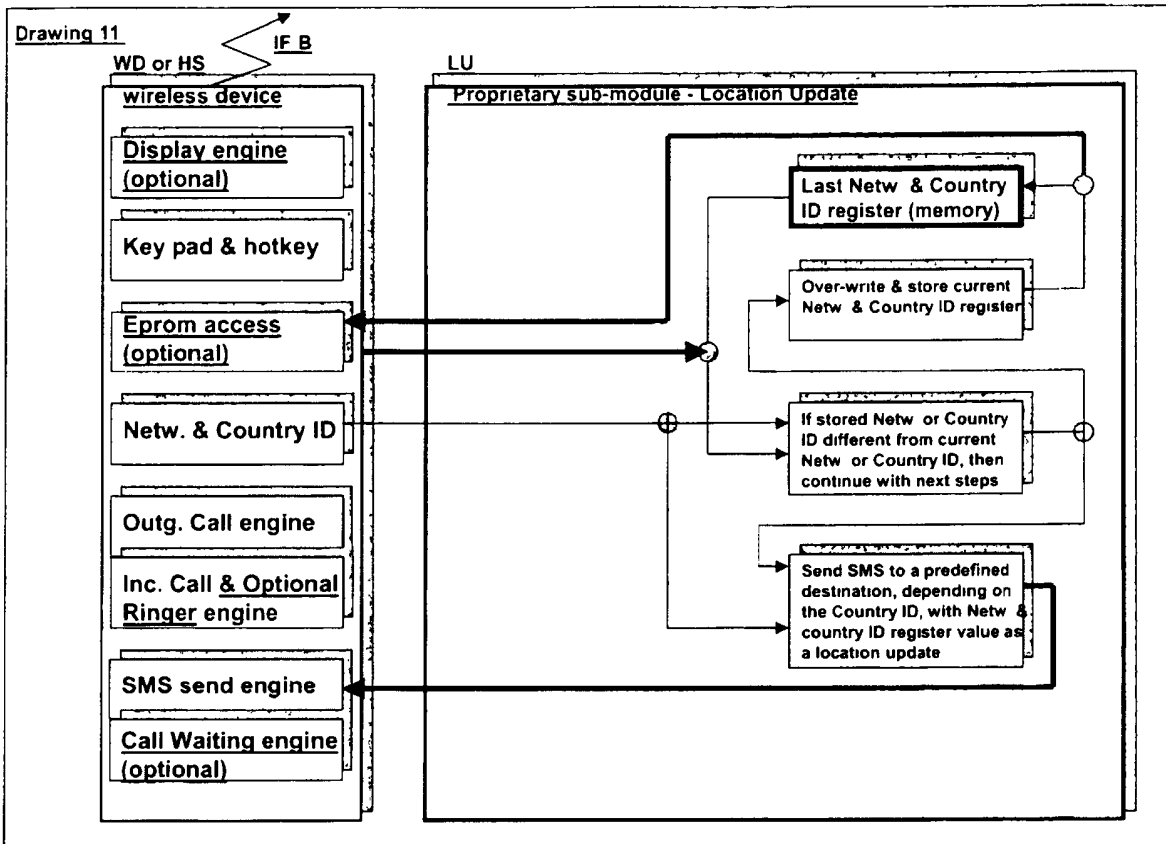 Drawing 11
IF B
WD or HS
wireless device
Display engine
(optional)
Key pad & hotkey
Eprom access
(optional)
Netw. & Country ID
Outg. Call engine
Inc. Call & Optional
Ringer engine
SMS send engine
Call Waiting engine
(optional)
LU
Proprietary sub-module - Location Update
Last Netw & Country
ID register (memory)
Over-write & store current
Netw & Country ID register
If stored Netw or Country
ID different from current
Netw or Country ID, then
continue with next steps
Send SMS to a predefined
destination, depending on
the Country ID, with Netw &
country ID register value as
a location update